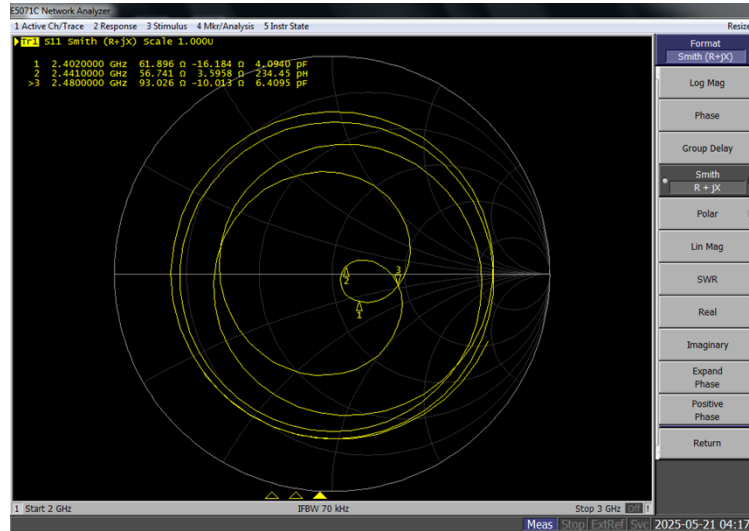 E5071C Network Analyzer
1 Active Ch/Trace 2 Response 3 Stimulus 4 Mkr/Analysis 5 Instr State
Resize
Tr1 S11 Smith (R+jX) Scale 1.000U
1 2.4020000 GHz 61.896 Ω -16.184 Ω 4.0940 pF
2 2.4410000 GHz 56.741 Ω 3.5958 Ω 234.45 pH
>3 2.4800000 GHz 93.026 Ω -10.013 Ω 6.4095 pF
2
3
1
Format
Smith (R+jX)
Log Mag
Phase
Group Delay
Smith
R + jX
Polar
Lin Mag
SWR
Real
Imaginary
Expand
Phase
Positive
Phase
Return
1 Start 2 GHz
IFBW 70 kHz
Stop 3 GHz Off !
Meas Stop ExtRef Svc 2025-05-21 04:17